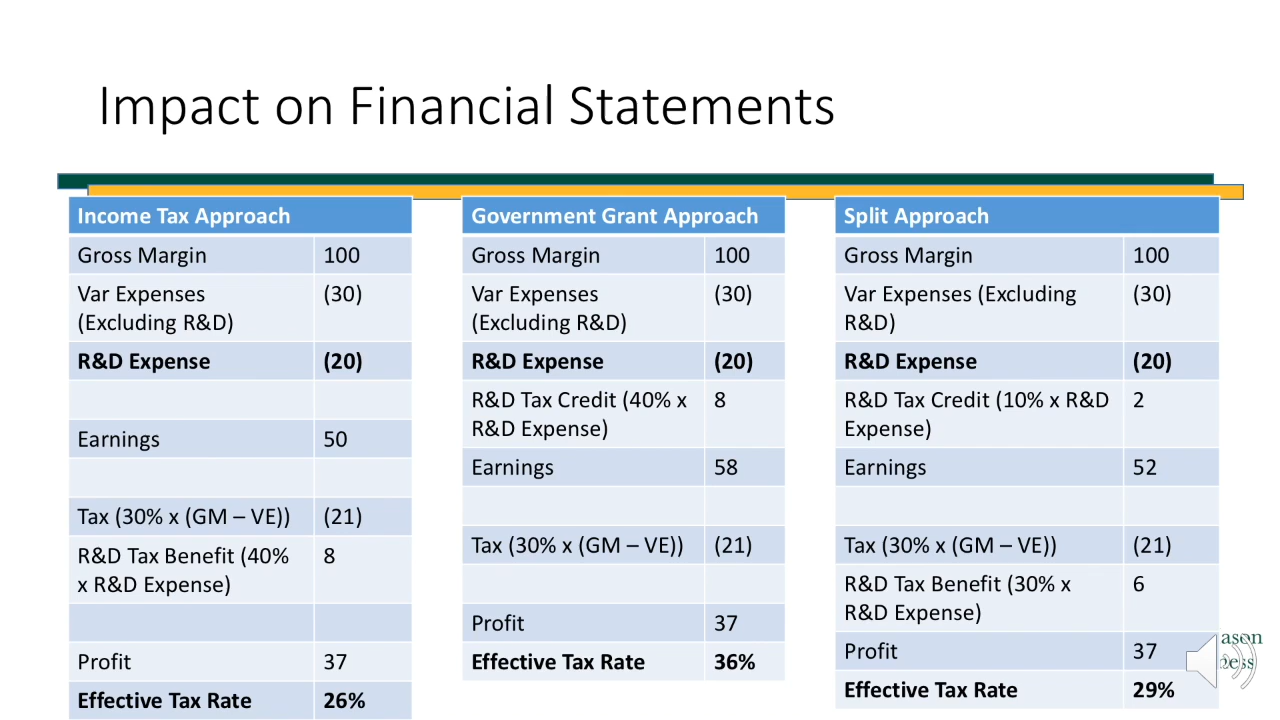 Impact on Financial Statements
Income Tax Approach
Gross Margin 100
Var Expenses (30)
(Excluding R&D)
R&D Expense (20)
Earnings 50
Tax (30% x (GM – VE)) (21)
R&D Tax Benefit (40% 8
x R&D Expense)
Profit 37
Effective Tax Rate 26%
Government Grant Approach
Gross Margin 100
Var Expenses (30)
(Excluding R&D)
R&D Expense (20)
R&D Tax Credit (40% x 8
R&D Expense)
Earnings 58
Tax (30% x (GM – VE)) (21)
Profit 37
Effective Tax Rate 36%
Split Approach
Gross Margin 100
Var Expenses (Excluding (30)
R&D)
R&D Expense (20)
R&D Tax Credit (10% x R&D 2
Expense)
Earnings 52
Tax (30% x (GM – VE)) (21)
R&D Tax Benefit (30% x 6
R&D Expense)
Profit 37
Effective Tax Rate 29%
ason